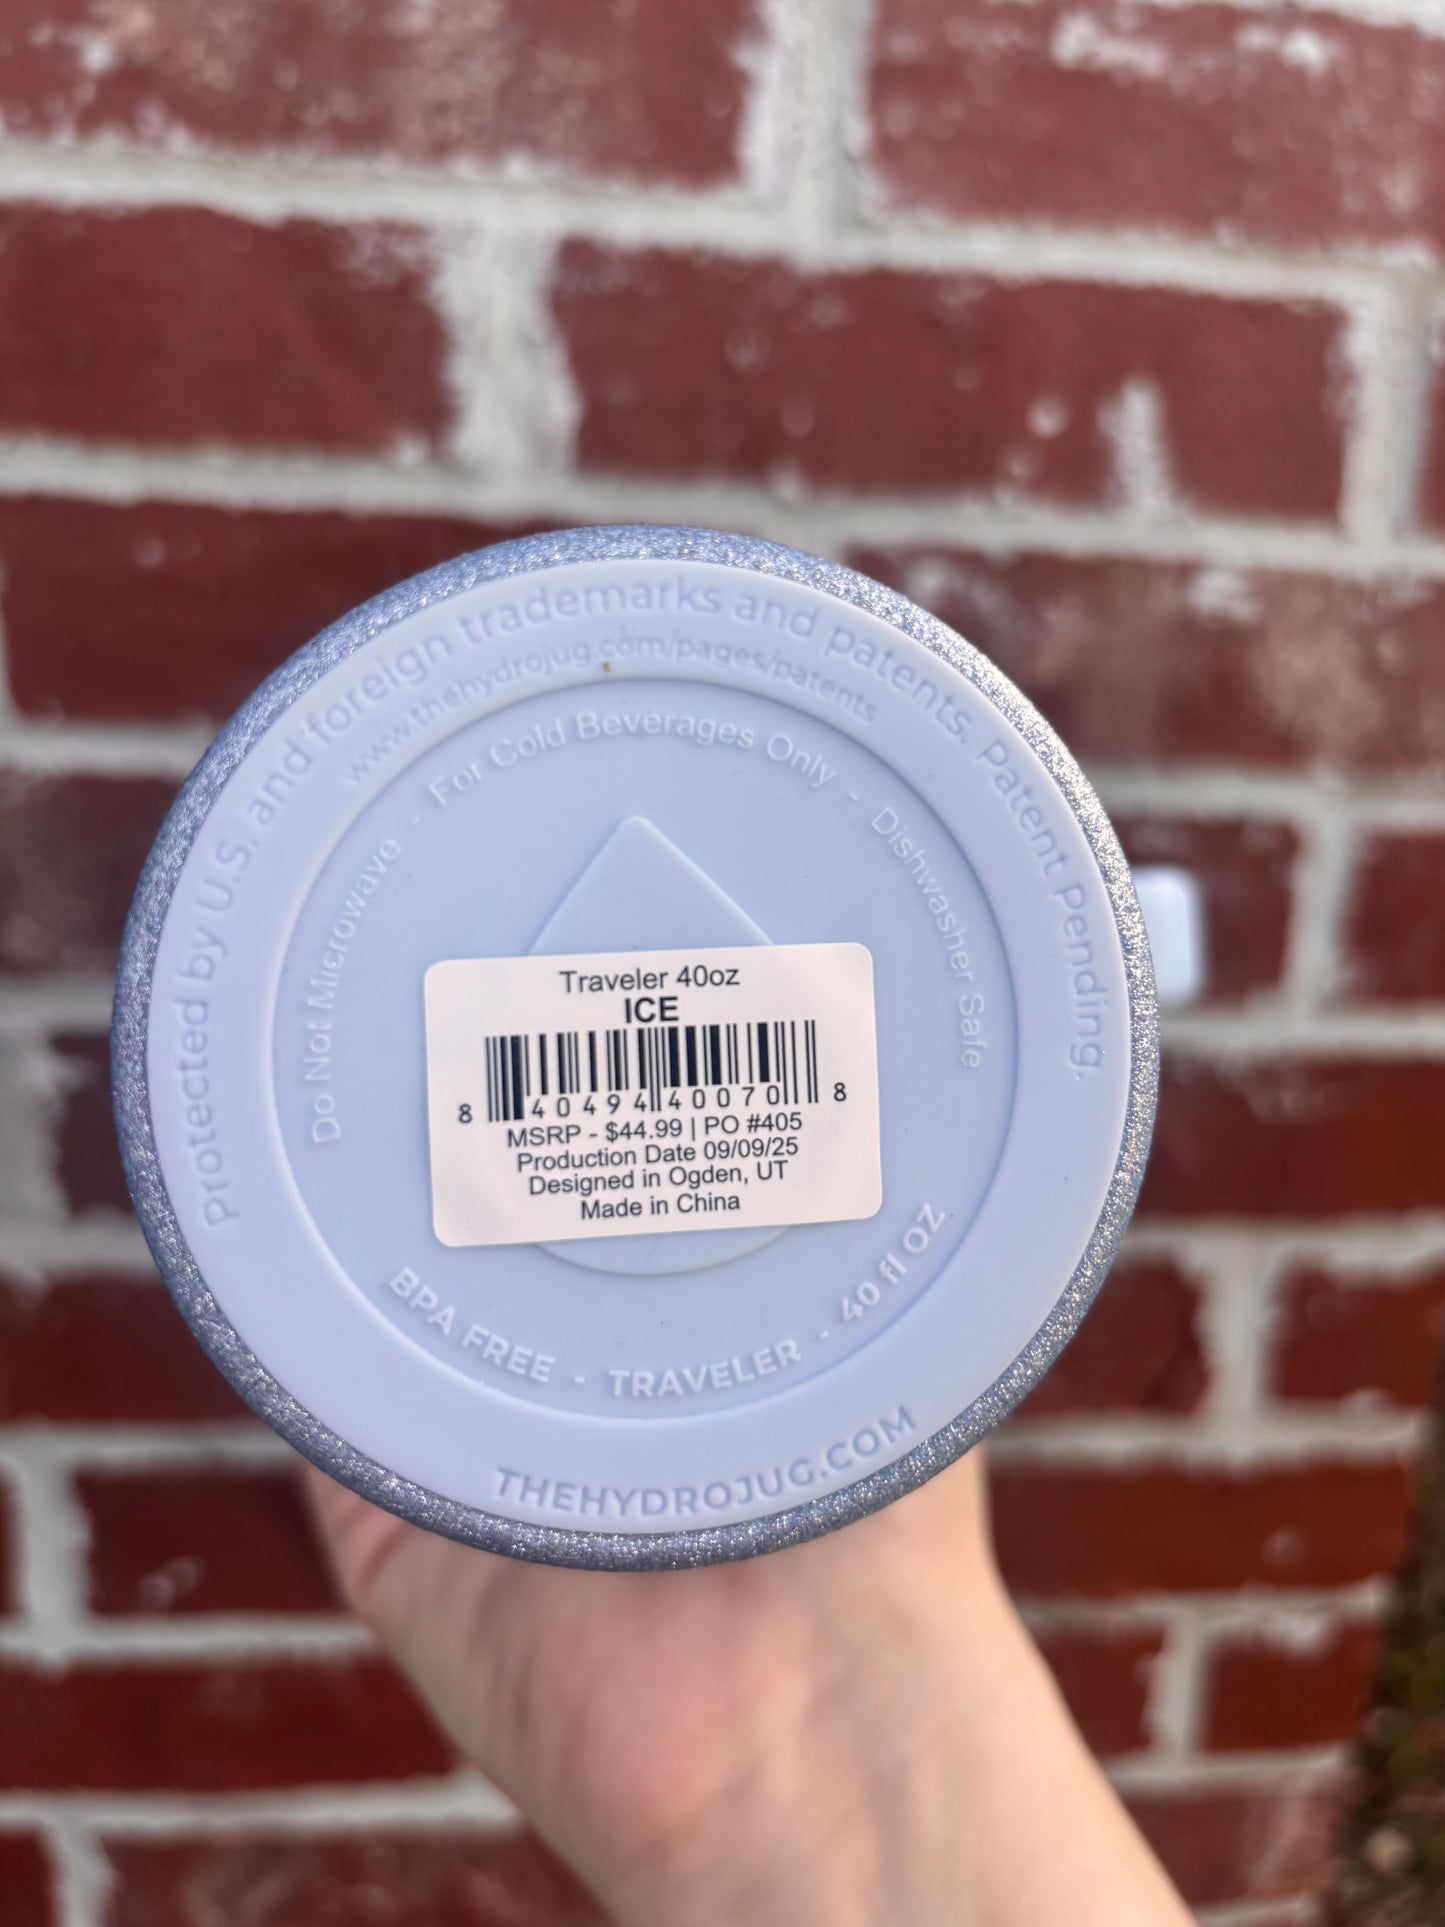 Protected by U.S. and foreign trademarks and patents. Patent Pending.
www.thehydrojug.com/pages/patents
Do Not Microwave - For Cold Beverages Only - Dishwasher Safe
Traveler 40oz
ICE
8 40494 40070 8
MSRP - $44.99 | PO #405
Production Date 09/09/25
Designed in Ogden, UT
Made in China
BPA FREE - TRAVELER - 40 fl OZ
THEHYDROJUG.COM